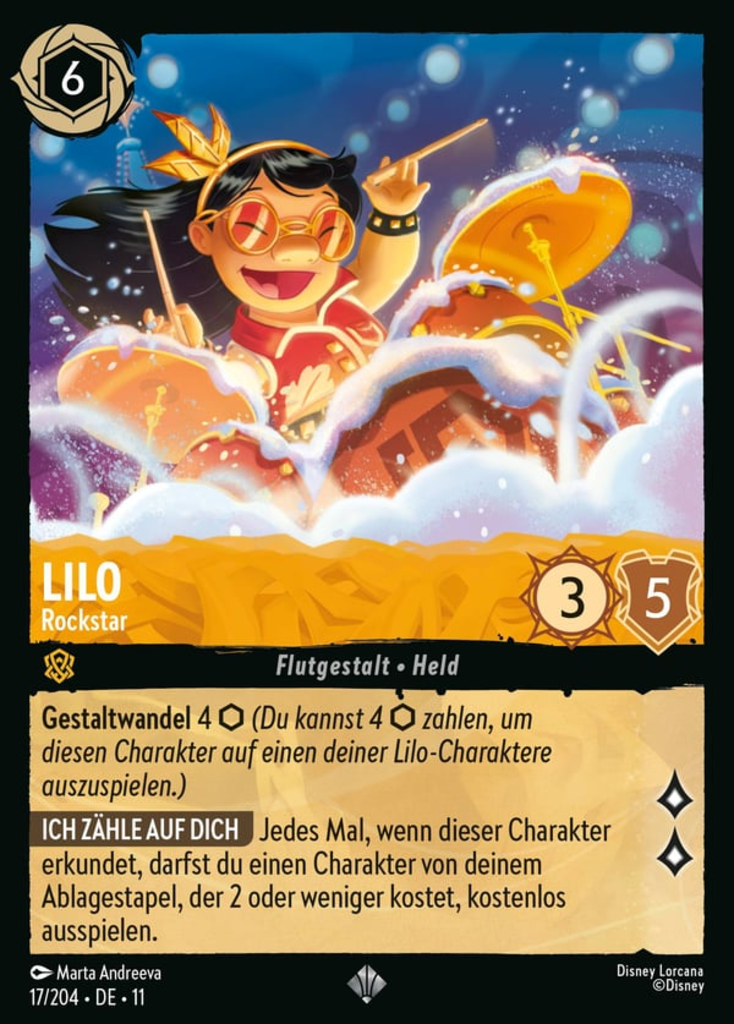 6
LILO
Rockstar
3
5
Flutgestalt • Held
Gestaltwandel 4 ⬡ (Du kannst 4 ⬡ zahlen, um
diesen Charakter auf einen deiner Lilo-Charaktere
auszuspielen.)
ICH ZÄHLE AUF DICH Jedes Mal, wenn dieser Charakter
erkundet, darfst du einen Charakter von deinem
Ablagestapel, der 2 oder weniger kostet, kostenlos
ausspielen.
Marta Andreeva
17/204 • DE • 11
Disney Lorcana
©Disney